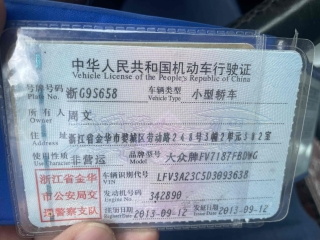 中华人民共和国机动车行驶证
Vehicle License of the People's Republic of China
号牌号码 浙G9S658 车辆类型 小型轿车
Plate No. Vehicle Type
所有人 周文
Owner
住址 浙江省金华市婺城区劳动路248号3幢2单元302室
Address
使用性质 非营运 品牌型号 大众牌FV7187FBDWG
Use Character Model
浙江省金华市公安局交通警察支队
车辆识别代号 LFV3A23C5D3093638
VIN
发动机号码 342890
Engine No.
注册日期 2013-09-12 发证日期 2013-09-12
Register Date Issue Date